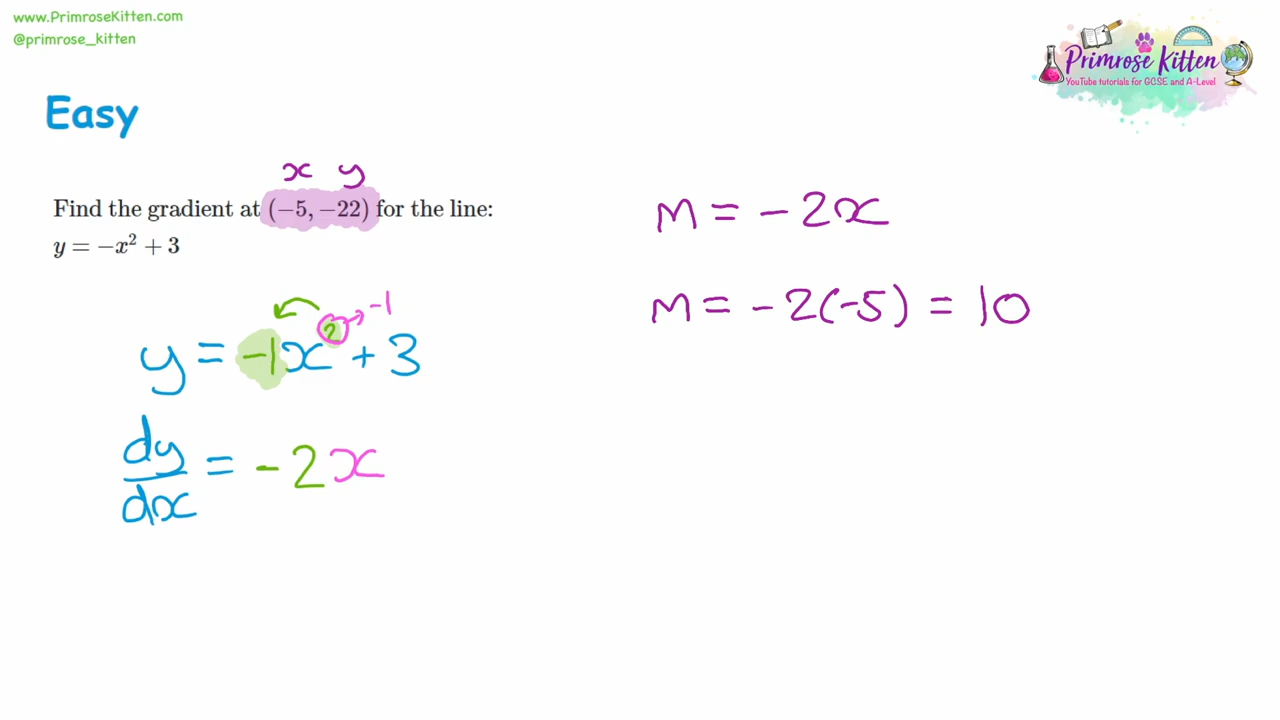 www.PrimroseKitten.com
@primrose_kitten
Primrose Kitten
YouTube tutorials for GCSE and A-Level
Easy
x y
Find the gradient at (−5, −22) for the line:
y = −x² + 3
2 → -1
y = -1x + 3
dy/dx = -2x
M = -2x
M = -2(-5) = 10